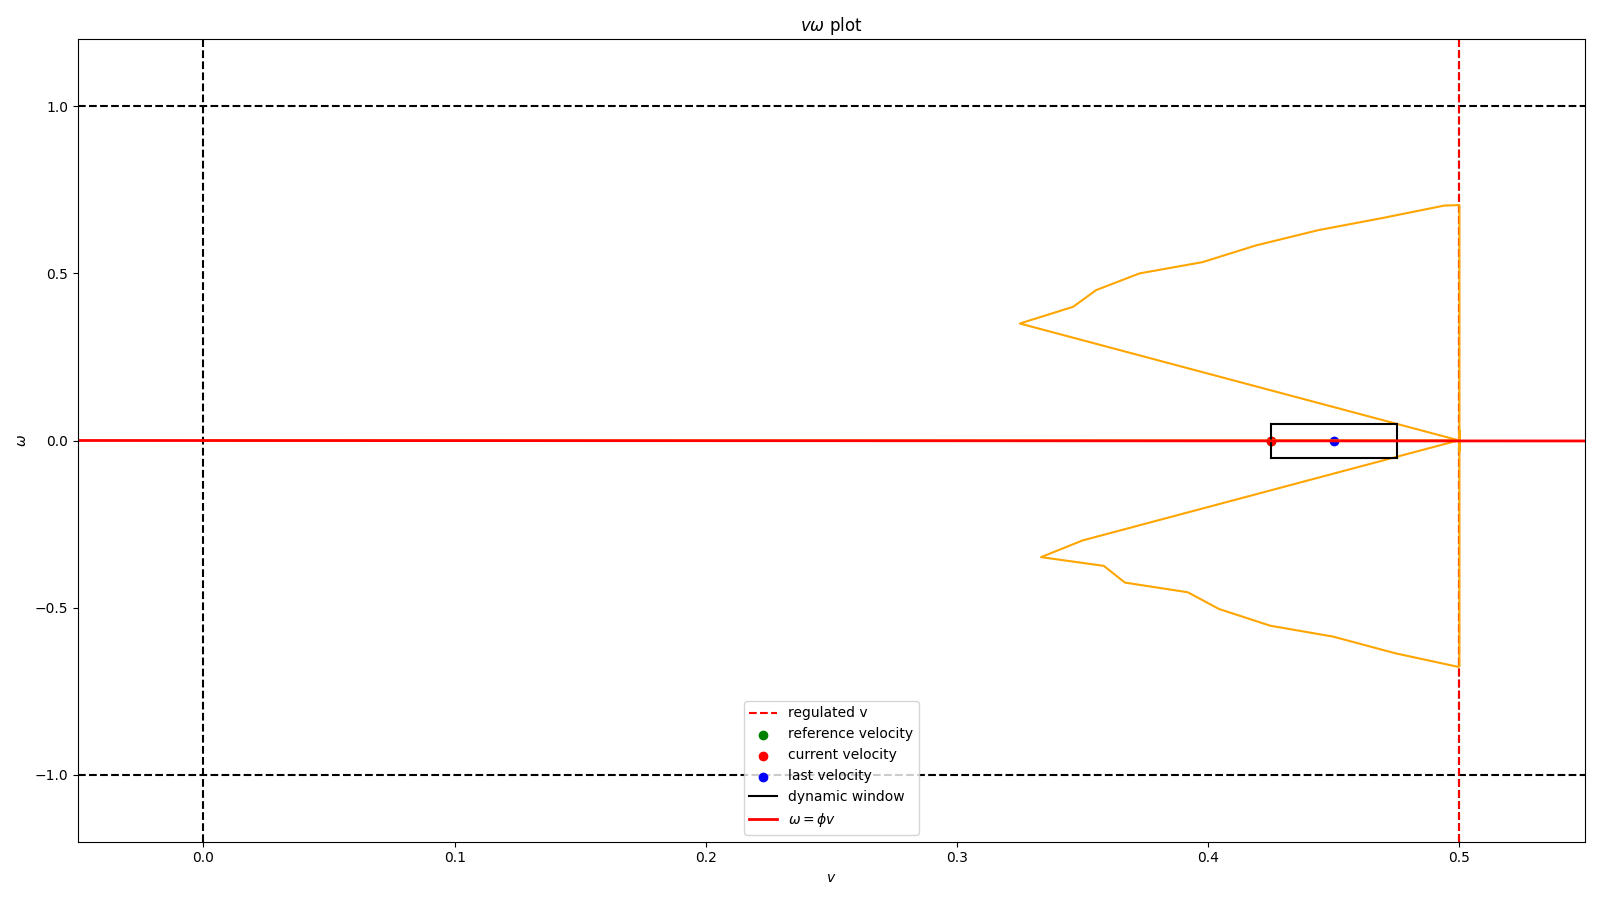 vω plot
ω
1.0
0.5
0.0
−0.5
−1.0
regulated v
reference velocity
current velocity
last velocity
dynamic window
ω = ϕv
0.0 0.1 0.2 0.3 0.4 0.5
v